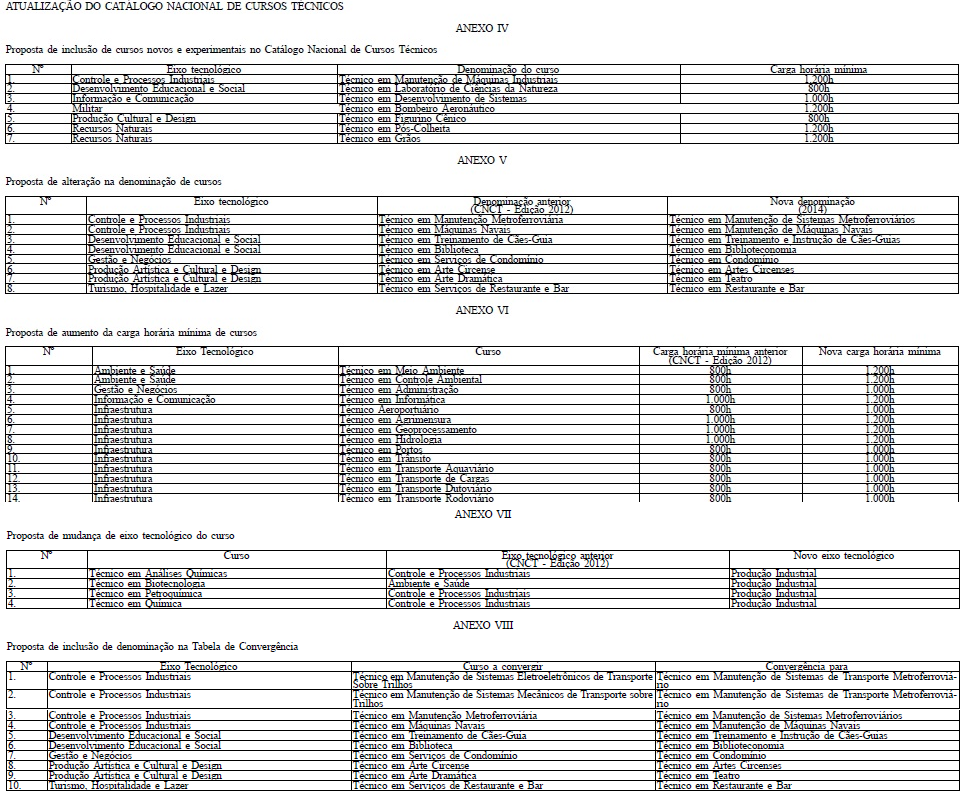 ATUALIZAÇÃO DO CATÁLOGO NACIONAL DE CURSOS TÉCNICOS
ANEXO IV
Proposta de inclusão de cursos novos e experimentais no Catálogo Nacional de Cursos Técnicos
Nº Eixo tecnológico Denominação do curso Carga horária mínima
1. Controle e Processos Industriais Técnico em Manutenção de Máquinas Industriais 1.200h
2. Desenvolvimento Educacional e Social Técnico em Laboratório de Ciências da Natureza 800h
3. Informação e Comunicação Técnico em Desenvolvimento de Sistemas 1.000h
4. Militar Técnico em Bombeiro Aeronáutico 1.200h
5. Produção Cultural e Design Técnico em Figurino Cênico 800h
6. Recursos Naturais Técnico em Pós-Colheita 1.200h
7. Recursos Naturais Técnico em Grãos 1.200h
ANEXO V
Proposta de alteração na denominação de cursos
Nº Eixo tecnológico Denominação anterior Nova denominação
(CNCT - Edição 2012) (2014)
1. Controle e Processos Industriais Técnico em Manutenção Metroferroviária Técnico em Manutenção de Sistemas Metroferroviários
2. Controle e Processos Industriais Técnico em Máquinas Navais Técnico em Manutenção de Máquinas Navais
3. Desenvolvimento Educacional e Social Técnico em Treinamento de Cães-Guia Técnico em Treinamento e Instrução de Cães-Guias
4. Desenvolvimento Educacional e Social Técnico em Biblioteca Técnico em Biblioteconomia
5. Gestão e Negócios Técnico em Serviços de Condomínio Técnico em Condomínio
6. Produção Artística e Cultural e Design Técnico em Arte Circense Técnico em Artes Circenses
7. Produção Artística e Cultural e Design Técnico em Arte Dramática Técnico em Teatro
8. Turismo, Hospitalidade e Lazer Técnico em Serviços de Restaurante e Bar Técnico em Restaurante e Bar
ANEXO VI
Proposta de aumento da carga horária mínima de cursos
Nº Eixo Tecnológico Curso Carga horária mínima anterior Nova carga horária mínima
(CNCT - Edição 2012)
1. Ambiente e Saúde Técnico em Meio Ambiente 800h 1.200h
2. Ambiente e Saúde Técnico em Controle Ambiental 800h 1.200h
3. Gestão e Negócios Técnico em Administração 800h 1.000h
4. Informação e Comunicação Técnico em Informática 1.000h 1.200h
5. Infraestrutura Técnico Aeroportuário 800h 1.000h
6. Infraestrutura Técnico em Agrimensura 1.000h 1.200h
7. Infraestrutura Técnico em Geoprocessamento 1.000h 1.200h
8. Infraestrutura Técnico em Hidrologia 1.000h 1.200h
9. Infraestrutura Técnico em Portos 800h 1.000h
10. Infraestrutura Técnico em Trânsito 800h 1.000h
11. Infraestrutura Técnico em Transporte Aquaviário 800h 1.000h
12. Infraestrutura Técnico em Transporte de Cargas 800h 1.000h
13. Infraestrutura Técnico em Transporte Dutoviário 800h 1.000h
14. Infraestrutura Técnico em Transporte Rodoviário 800h 1.000h
ANEXO VII
Proposta de mudança de eixo tecnológico do curso
Nº Curso Eixo tecnológico anterior Novo eixo tecnológico
(CNCT - Edição 2012)
1. Técnico em Análises Químicas Controle e Processos Industriais Produção Industrial
2. Técnico em Biotecnologia Ambiente e Saúde Produção Industrial
3. Técnico em Petroquímica Controle e Processos Industriais Produção Industrial
4. Técnico em Química Controle e Processos Industriais Produção Industrial
ANEXO VIII
Proposta de inclusão de denominação na Tabela de Convergência
Nº Eixo Tecnológico Curso a convergir Convergência para
1. Controle e Processos Industriais Técnico em Manutenção de Sistemas Eletroeletrônicos de Transporte Técnico em Manutenção de Sistemas de Transporte Metroferroviá-
Sobre Trilhos rio
2. Controle e Processos Industriais Técnico em Manutenção de Sistemas Mecânicos de Transporte sobre Técnico em Manutenção de Sistemas de Transporte Metroferroviá-
Trilhos rio
3. Controle e Processos Industriais Técnico em Manutenção Metroferroviária Técnico em Manutenção de Sistemas Metroferroviários
4. Controle e Processos Industriais Técnico em Máquinas Navais Técnico em Manutenção de Máquinas Navais
5. Desenvolvimento Educacional e Social Técnico em Treinamento de Cães-Guia Técnico em Treinamento e Instrução de Cães-Guias
6. Desenvolvimento Educacional e Social Técnico em Biblioteca Técnico em Biblioteconomia
7. Gestão e Negócios Técnico em Serviços de Condomínio Técnico em Condomínio
8. Produção Artística e Cultural e Design Técnico em Arte Circense Técnico em Artes Circenses
9. Produção Artística e Cultural e Design Técnico em Arte Dramática Técnico em Teatro
10. Turismo, Hospitalidade e Lazer Técnico em Serviços de Restaurante e Bar Técnico em Restaurante e Bar